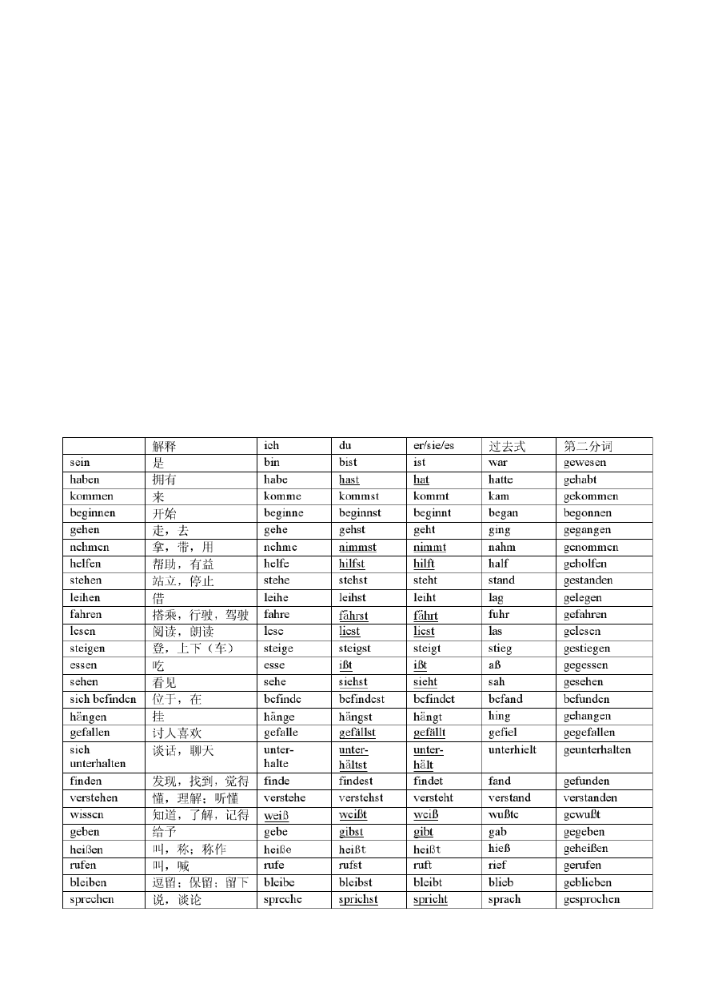 解释 ich du er/sie/es 过去式 第二分词
sein 是 bin bist ist war gewesen
haben 拥有 habe hast hat hatte gehabt
kommen 来 komme kommst kommt kam gekommen
beginnen 开始 beginne beginnst beginnt began begonnen
gehen 走，去 gehe gehst geht ging gegangen
nehmen 拿，带，用 nehme nimmst nimmt nahm genommen
helfen 帮助，有益 helfe hilfst hilft half geholfen
stehen 站立，停止 stehe stehst steht stand gestanden
leihen 借 leihe leihst leiht lag gelegen
fahren 搭乘，行驶，驾驶 fahre fährst fährt fuhr gefahren
lesen 阅读，朗读 lese liest liest las gelesen
steigen 登，上下（车） steige steigst steigt stieg gestiegen
essen 吃 esse ißt ißt aß gegessen
sehen 看见 sehe siehst sieht sah gesehen
sich befinden 位于，在 befinde befindest befindet befand befunden
hängen 挂 hänge hängst hängt hing gehangen
gefallen 讨人喜欢 gefalle gefällst gefällt gefiel gegefallen
sich 谈话，聊天 unter- unter- unter- unterhielt geunterhalten
unterhalten halte hältst hält
finden 发现，找到，觉得 finde findest findet fand gefunden
verstehen 懂，理解；听懂 verstehe verstehst versteht verstand verstanden
wissen 知道，了解，记得 weiß weißt weiß wußte gewußt
geben 给予 gebe gibst gibt gab gegeben
heißen 叫，称；称作 heiße heißt heißt hieß geheißen
rufen 叫，喊 rufe rufst ruft rief gerufen
bleiben 逗留；保留；留下 bleibe bleibst bleibt blieb geblieben
sprechen 说，谈论 spreche sprichst spricht sprach gesprochen